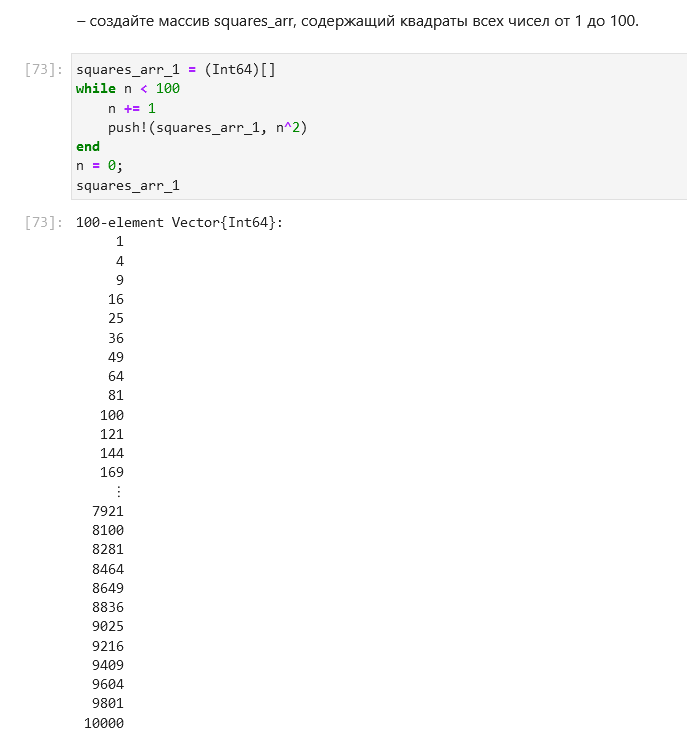 – создайте массив squares_arr, содержащий квадраты всех чисел от 1 до 100.
[73]: squares_arr_1 = (Int64)[]
while n < 100
    n += 1
    push!(squares_arr_1, n^2)
end
n = 0;
squares_arr_1
[73]: 100-element Vector{Int64}:
1
4
9
16
25
36
49
64
81
100
121
144
169
⋮
7921
8100
8281
8464
8649
8836
9025
9216
9409
9604
9801
10000